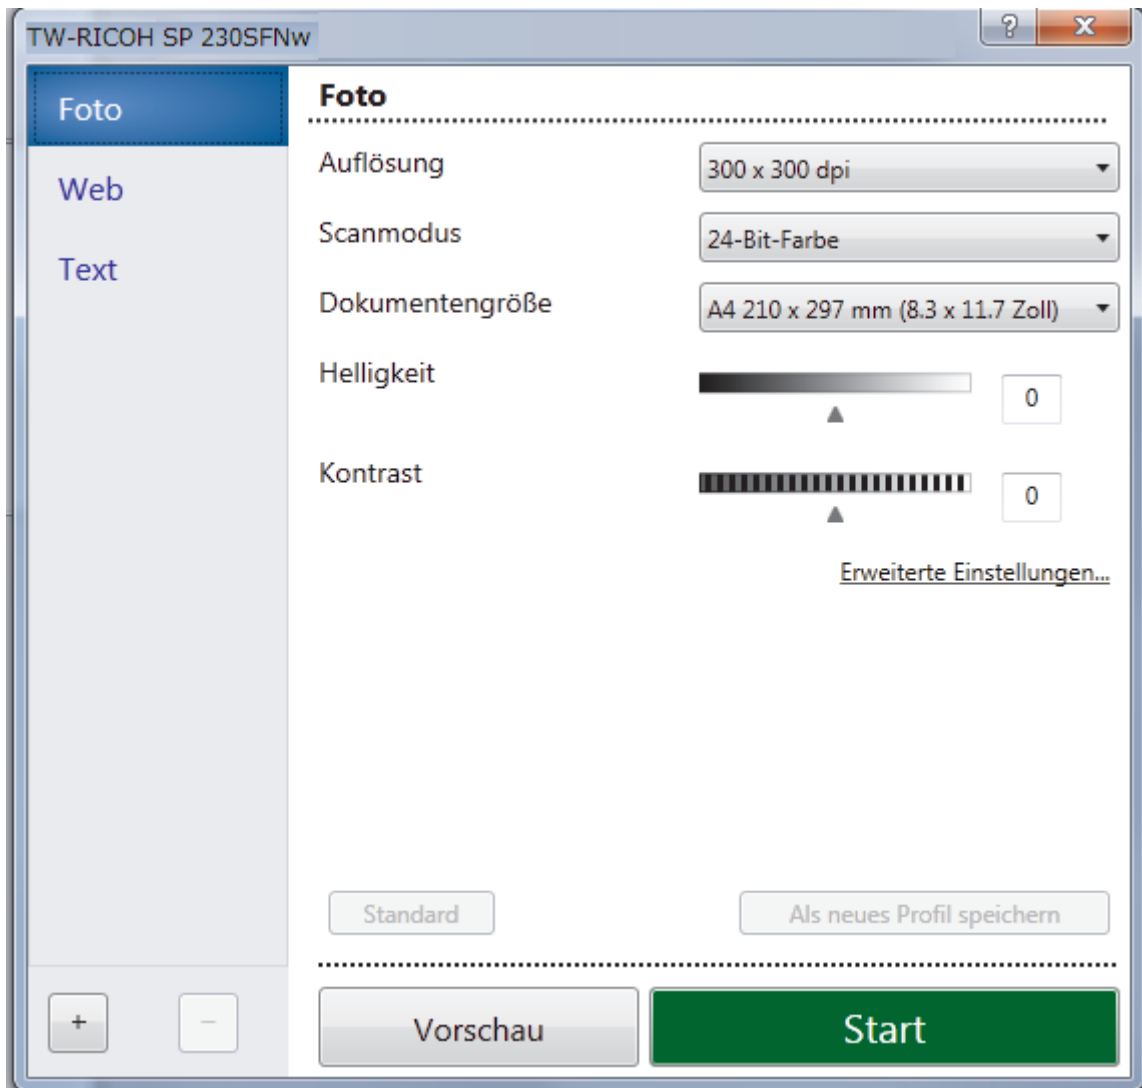 TW-RICOH SP 230SFNw
?
X
Foto
Web
Text
+
−
Foto
Auflösung
300 x 300 dpi
Scanmodus
24-Bit-Farbe
Dokumentengröße
A4 210 x 297 mm (8.3 x 11.7 Zoll)
Helligkeit
0
Kontrast
0
Erweiterte Einstellungen...
Standard
Als neues Profil speichern
Vorschau
Start